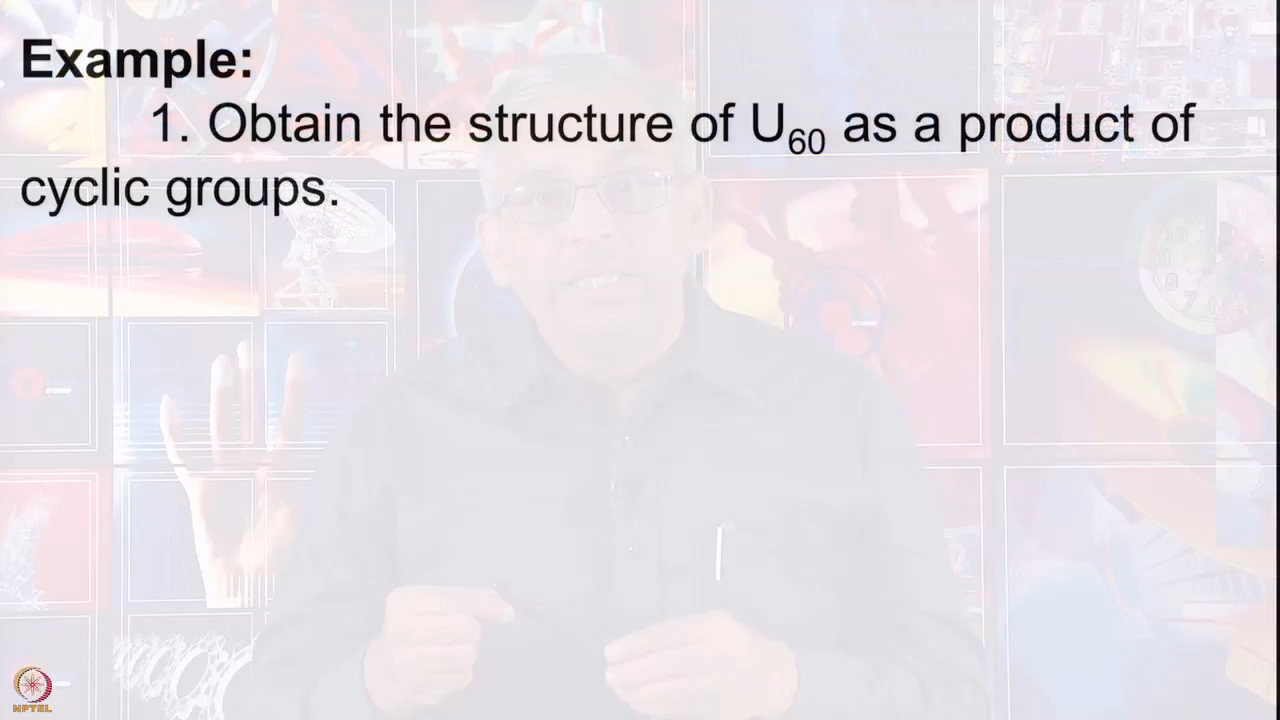 Example:
1. Obtain the structure of U₆₀ as a product of
cyclic groups.
NPTEL